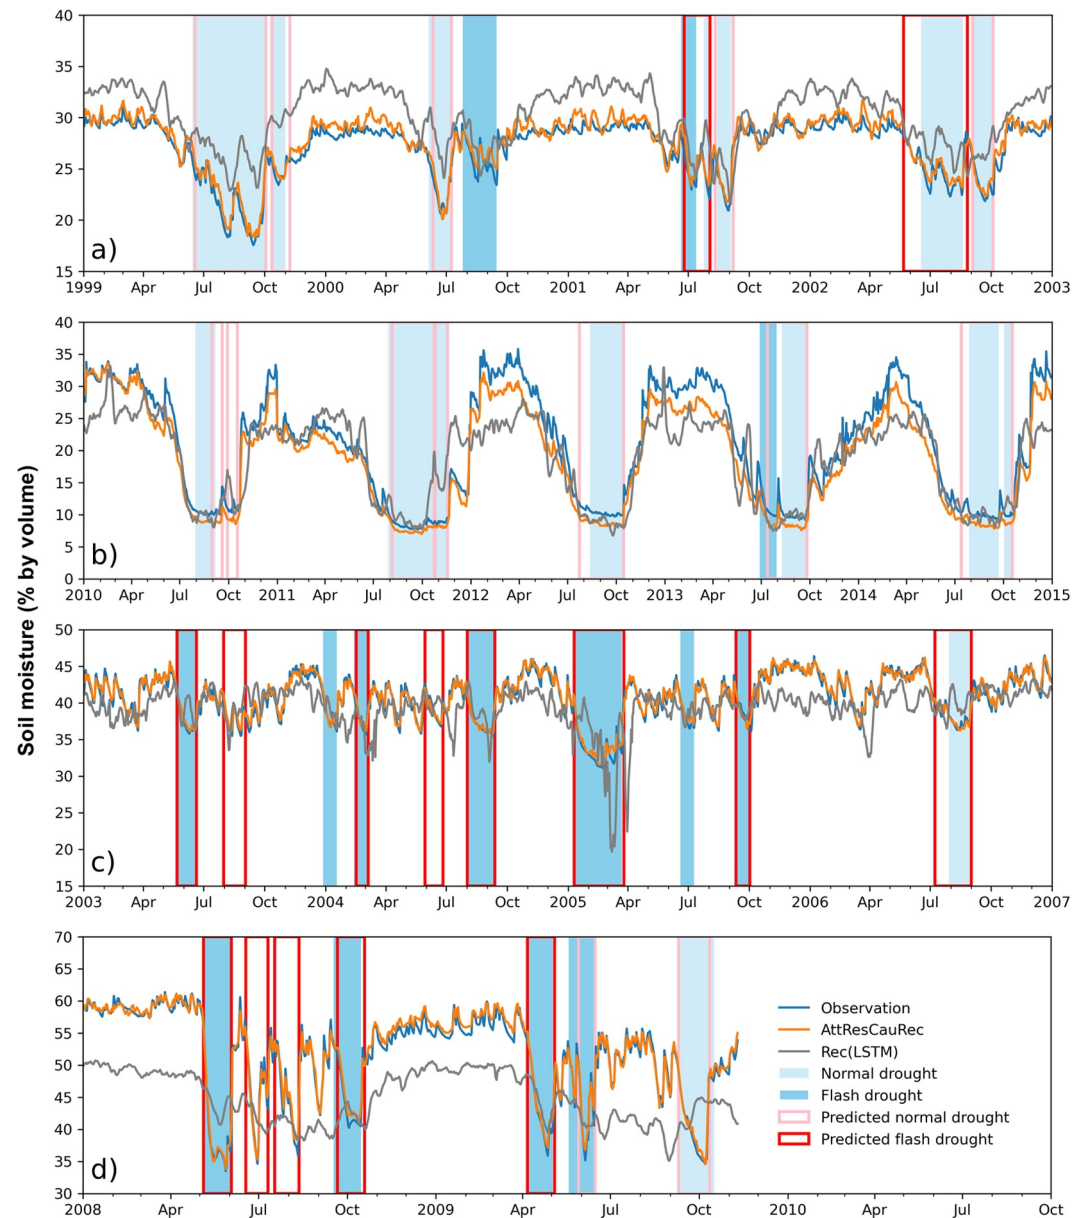 Soil moisture (% by volume)
40
35
30
25
20
15
a)
1999 Apr Jul Oct 2000 Apr Jul Oct 2001 Apr Jul Oct 2002 Apr Jul Oct 2003
40
35
30
25
20
15
10
5
0
b)
2010 Apr Jul Oct 2011 Apr Jul Oct 2012 Apr Jul Oct 2013 Apr Jul Oct 2014 Apr Jul Oct 2015
50
45
40
35
30
25
20
15
c)
2003 Apr Jul Oct 2004 Apr Jul Oct 2005 Apr Jul Oct 2006 Apr Jul Oct 2007
70
65
60
55
50
45
40
35
30
d)
Observation
AttResCauRec
Rec(LSTM)
Normal drought
Flash drought
Predicted normal drought
Predicted flash drought
2008 Apr Jul Oct 2009 Apr Jul Oct 2010 Apr Jul Oct